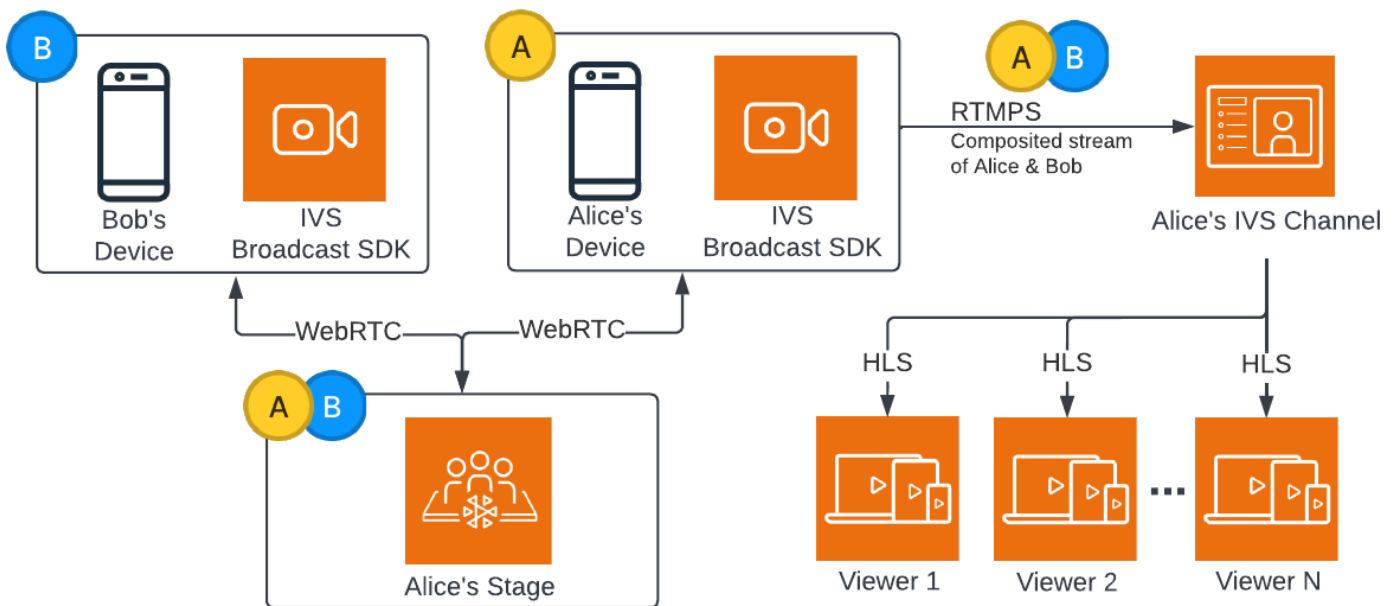 B
Bob's
Device
IVS
Broadcast SDK
A
Alice's
Device
IVS
Broadcast SDK
A B
RTMPS
Composited stream
of Alice & Bob
Alice's IVS Channel
WebRTC
WebRTC
A B
Alice's Stage
HLS
HLS
HLS
Viewer 1
Viewer 2
...
Viewer N